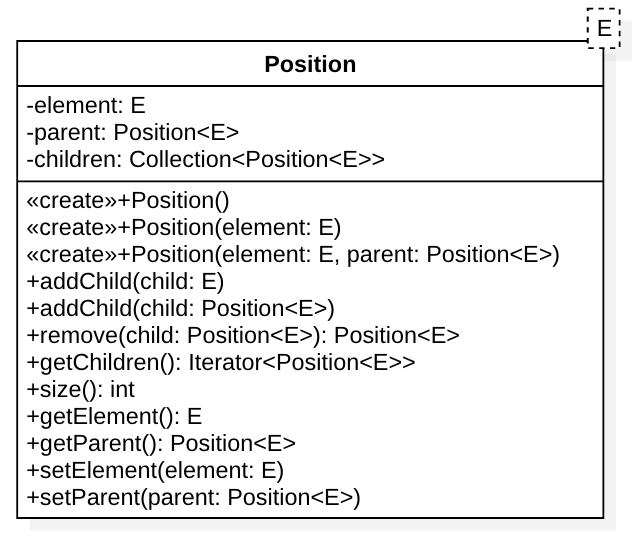 E
Position
-element: E
-parent: Position<E>
-children: Collection<Position<E>>
«create»+Position()
«create»+Position(element: E)
«create»+Position(element: E, parent: Position<E>)
+addChild(child: E)
+addChild(child: Position<E>)
+remove(child: Position<E>): Position<E>
+getChildren(): Iterator<Position<E>>
+size(): int
+getElement(): E
+getParent(): Position<E>
+setElement(element: E)
+setParent(parent: Position<E>)